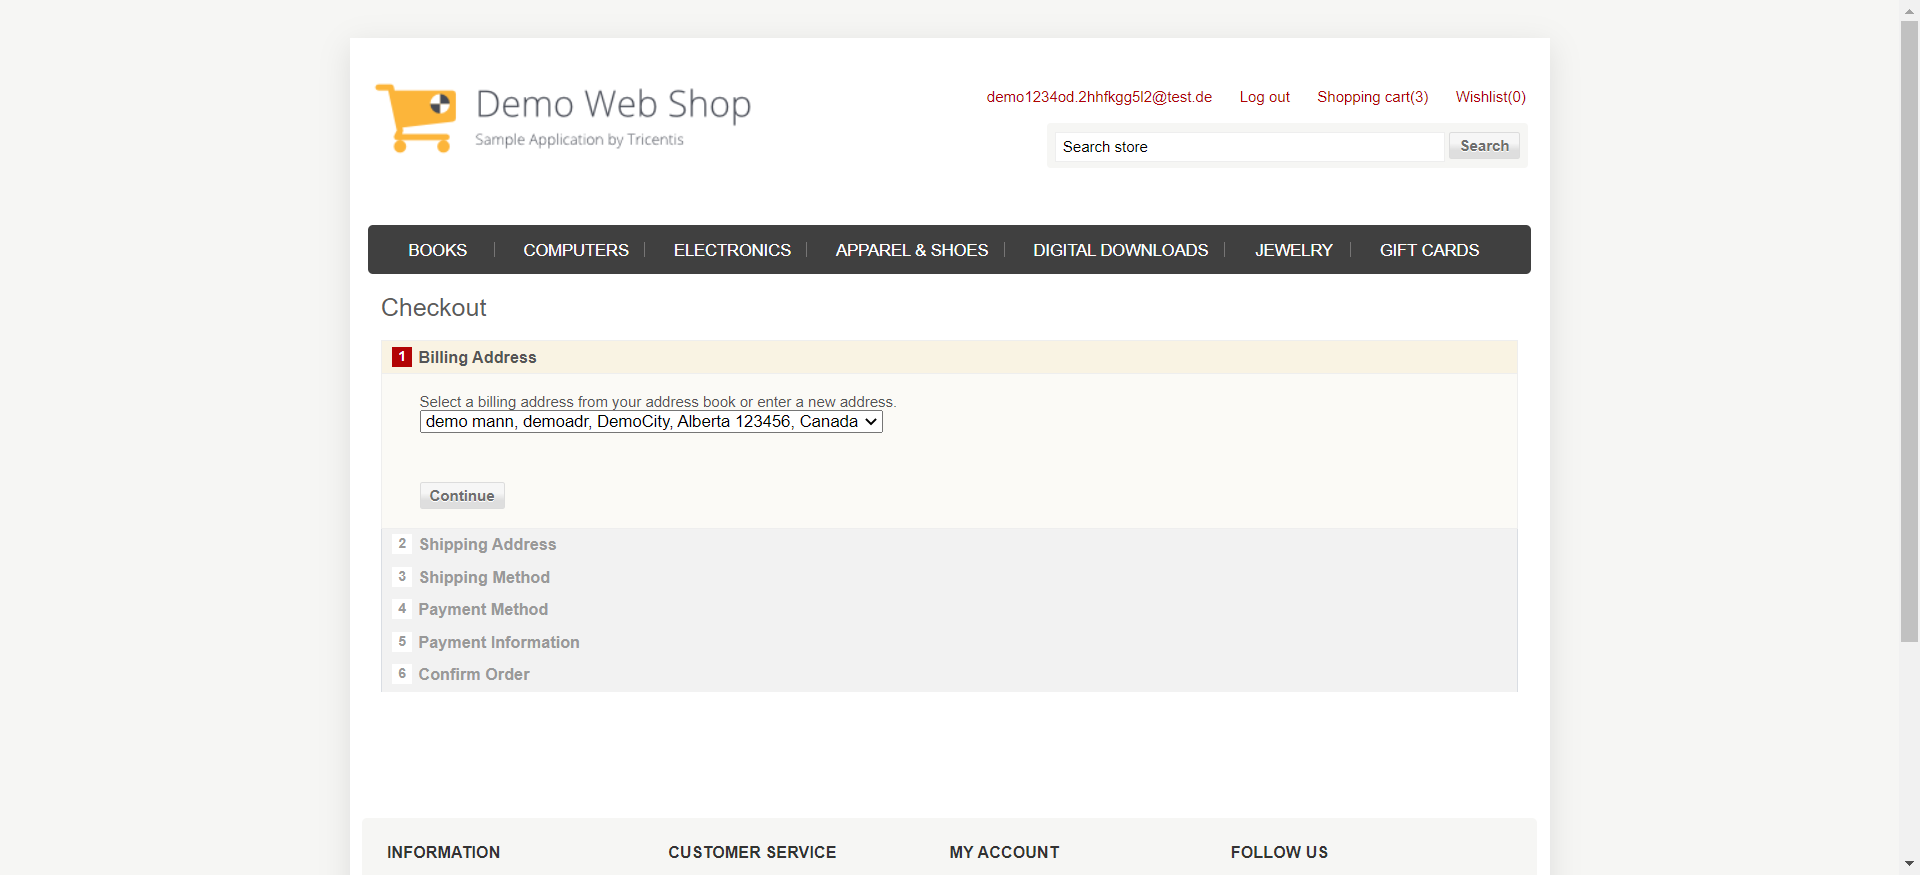 Demo Web Shop
Sample Application by Tricentis
demo1234od.2hhfkgg5l2@test.de Log out Shopping cart(3) Wishlist(0)
Search store Search
BOOKS COMPUTERS ELECTRONICS APPAREL & SHOES DIGITAL DOWNLOADS JEWELRY GIFT CARDS
Checkout
1 Billing Address
Select a billing address from your address book or enter a new address.
demo mann, demoadr, DemoCity, Alberta 123456, Canada
Continue
2 Shipping Address
3 Shipping Method
4 Payment Method
5 Payment Information
6 Confirm Order
INFORMATION CUSTOMER SERVICE MY ACCOUNT FOLLOW US